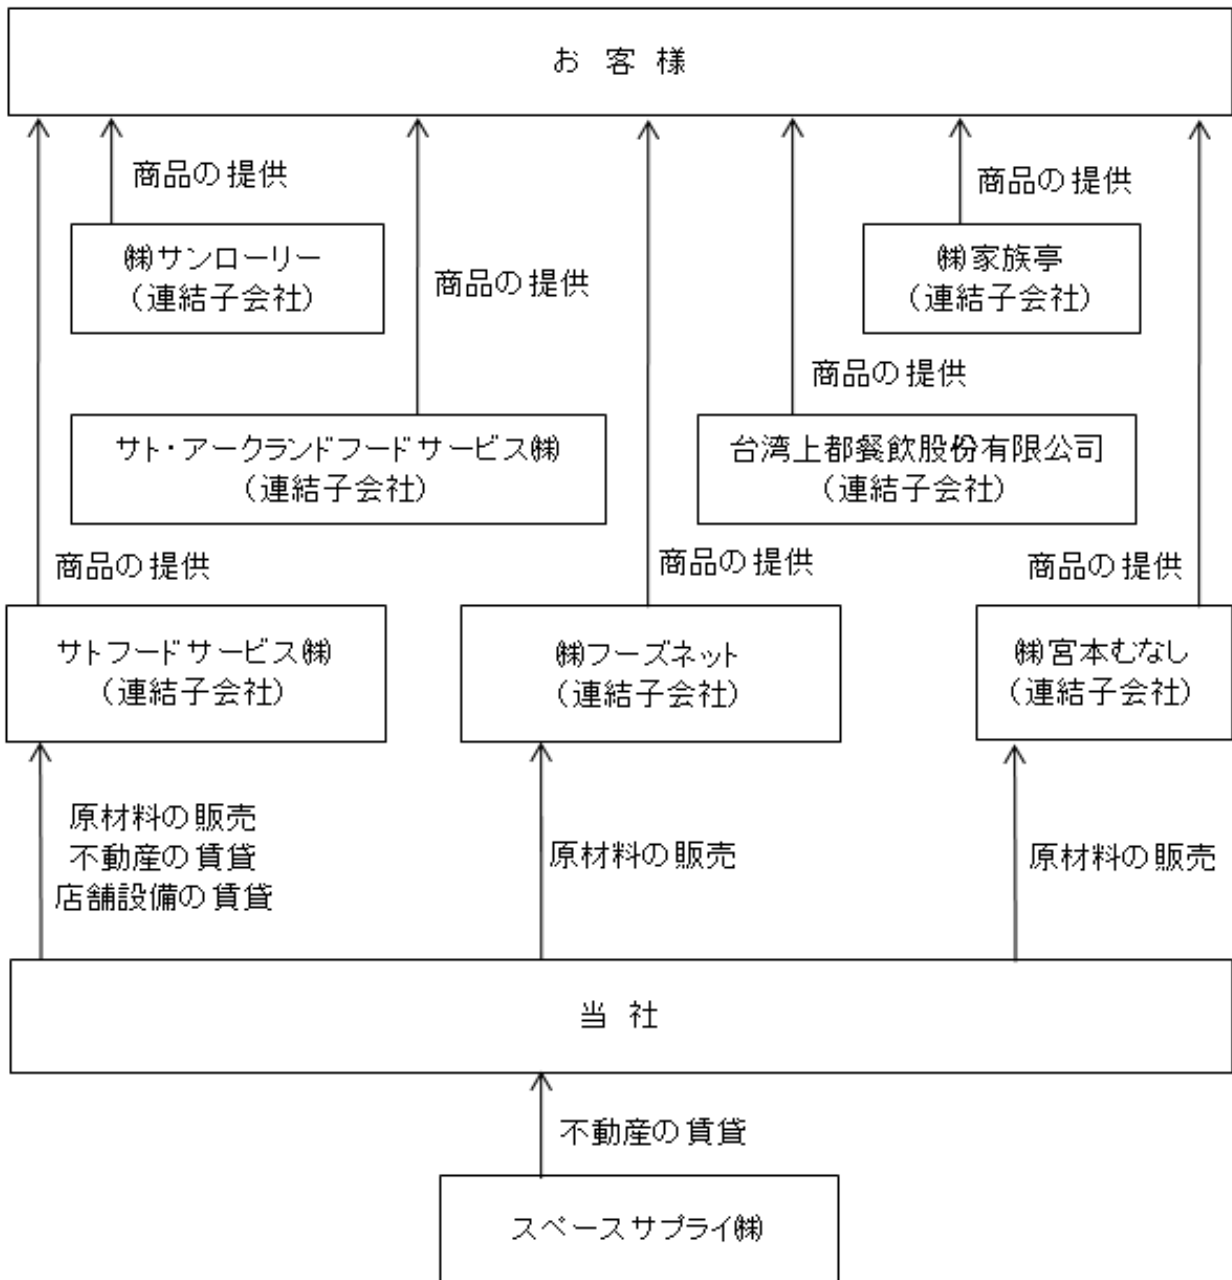 お客様
商品の提供
商品の提供
㈱サンローリー
(連結子会社)
㈱家族亭
(連結子会社)
商品の提供
商品の提供
サト・アークランドフードサービス㈱
(連結子会社)
台湾上都餐飲股份有限公司
(連結子会社)
商品の提供
商品の提供
商品の提供
サトフードサービス㈱
(連結子会社)
㈱フーズネット
(連結子会社)
㈱宮本むなし
(連結子会社)
原材料の販売
不動産の賃貸
店舗設備の賃貸
原材料の販売
原材料の販売
当社
不動産の賃貸
スペースサプライ㈱